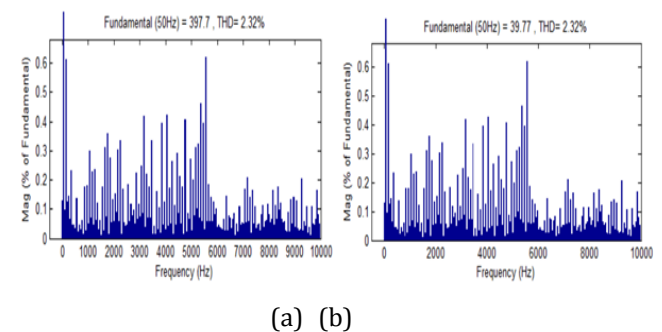 Fundamental (50Hz) = 397.7 , THD= 2.32%
Mag (% of Fundamental)
0.6
0.5
0.4
0.3
0.2
0.1
0
0 1000 2000 3000 4000 5000 6000 7000 8000 9000 10000
Frequency (Hz)
Fundamental (50Hz) = 39.77 , THD= 2.32%
Mag (% of Fundamental)
0.6
0.5
0.4
0.3
0.2
0.1
0
0 2000 4000 6000 8000 10000
Frequency (Hz)
(a) (b)